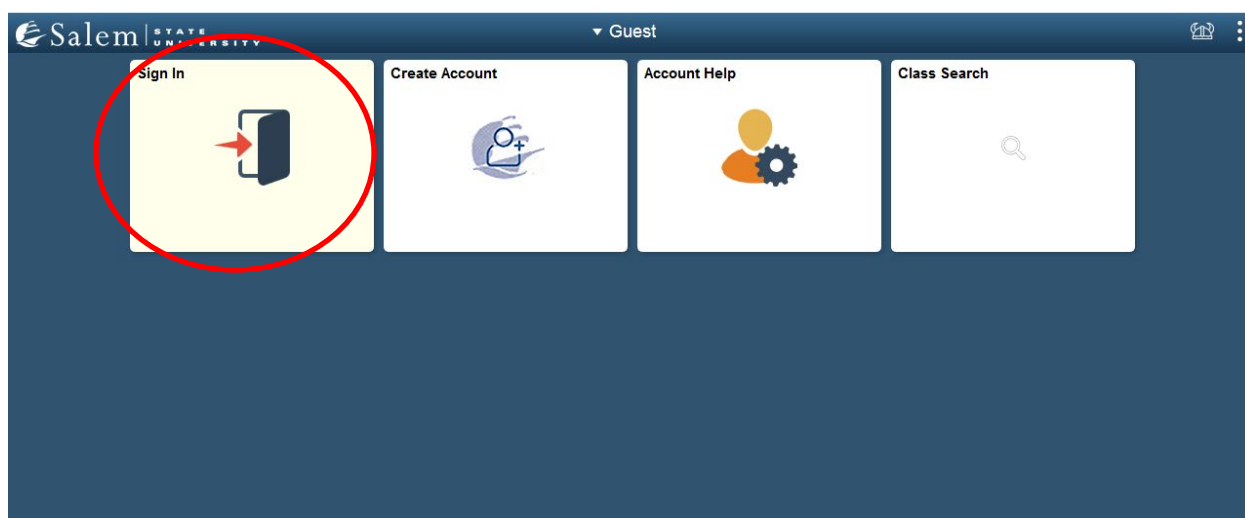 Salem STATE UNIVERSITY
Guest
Sign In
Create Account
Account Help
Class Search